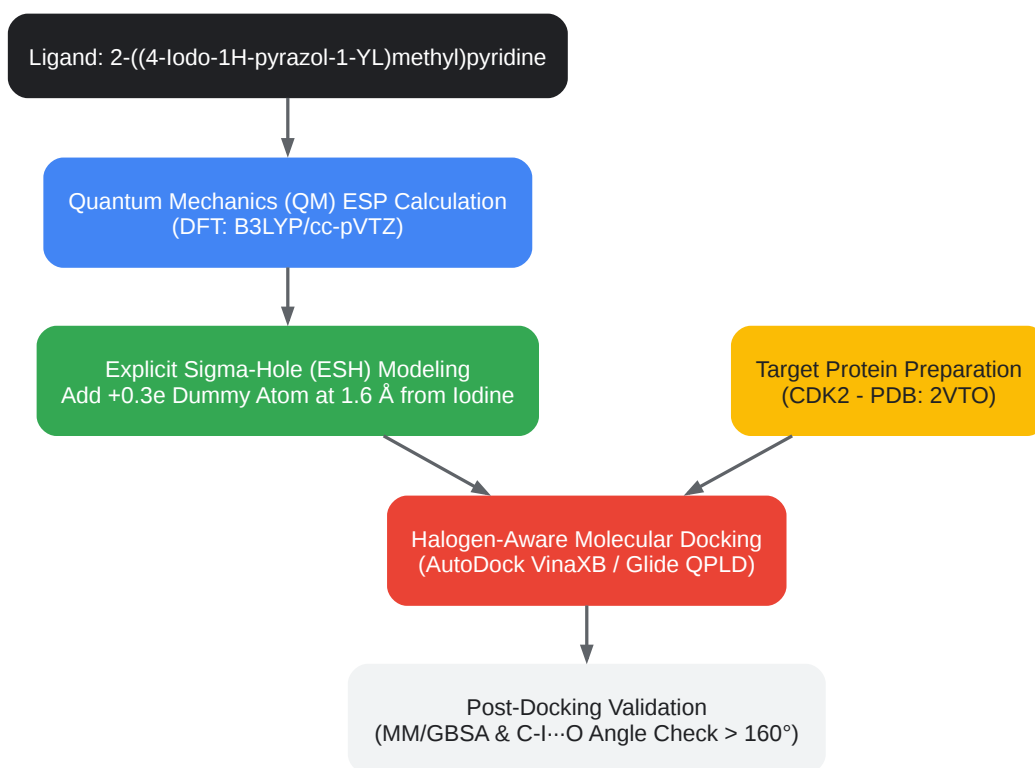 Ligand: 2-((4-Iodo-1H-pyrazol-1-YL)methyl)pyridine
Quantum Mechanics (QM) ESP Calculation
(DFT: B3LYP/cc-pVTZ)
Explicit Sigma-Hole (ESH) Modeling
Add +0.3e Dummy Atom at 1.6 Å from Iodine
Target Protein Preparation
(CDK2 - PDB: 2VTO)
Halogen-Aware Molecular Docking
(AutoDock VinaXB / Glide QPLD)
Post-Docking Validation
(MM/GBSA & C-I···O Angle Check > 160°)